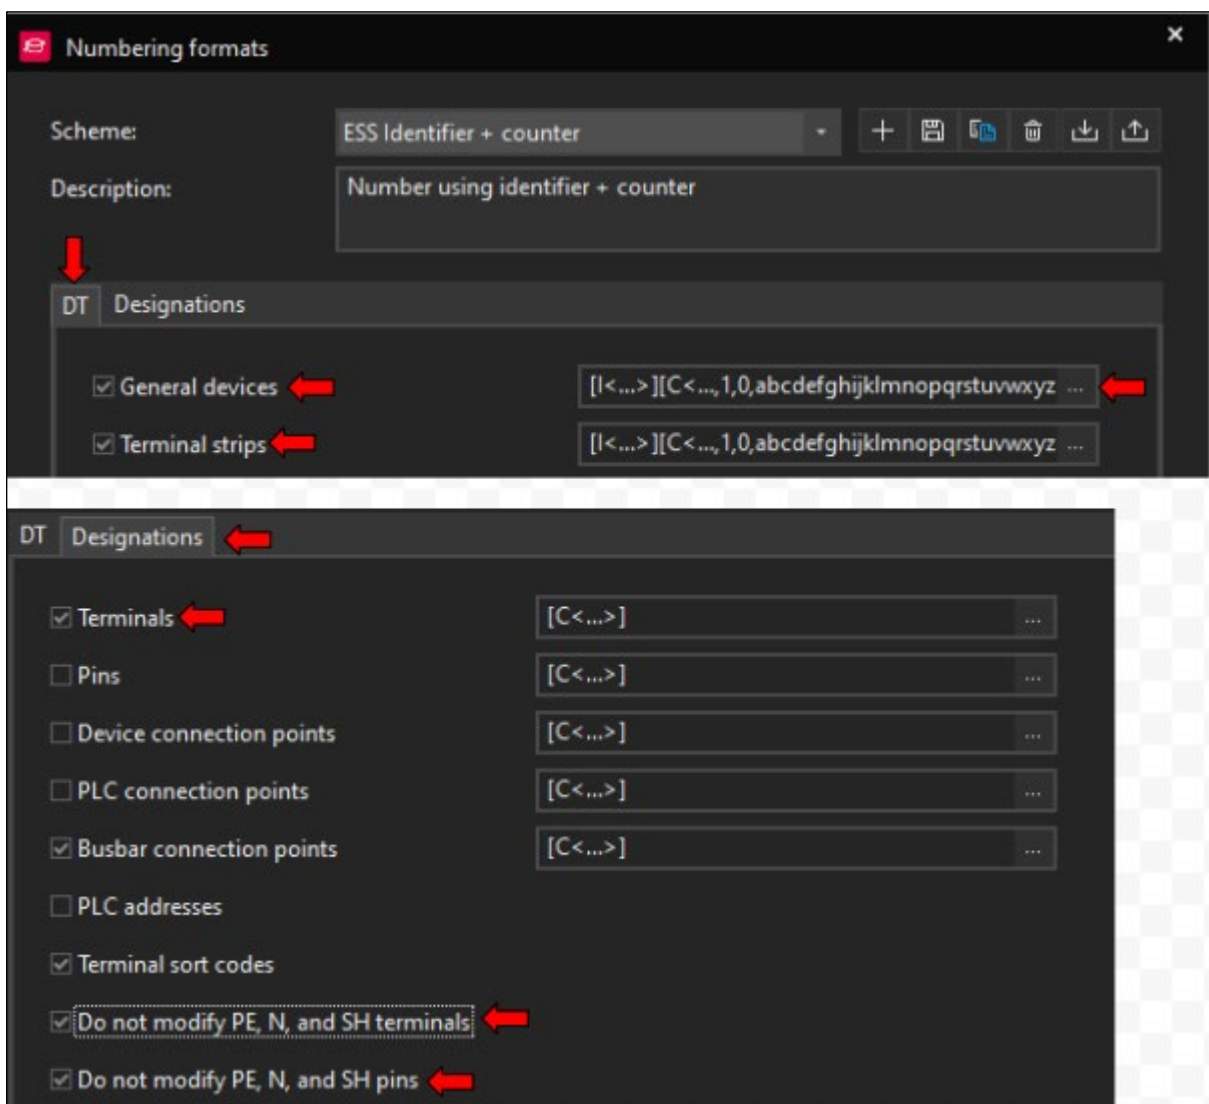 Numbering formats
Scheme:
ESS Identifier + counter
Description:
Number using identifier + counter
DT Designations
General devices [I<...>][C<...,1,0,abcdefghijklmnopqrstuvwxyz ...
Terminal strips [I<...>][C<...,1,0,abcdefghijklmnopqrstuvwxyz ...
DT Designations
Terminals [C<...>] ...
Pins [C<...>] ...
Device connection points [C<...>] ...
PLC connection points [C<...>] ...
Busbar connection points [C<...>] ...
PLC addresses
Terminal sort codes
Do not modify PE, N, and SH terminals
Do not modify PE, N, and SH pins